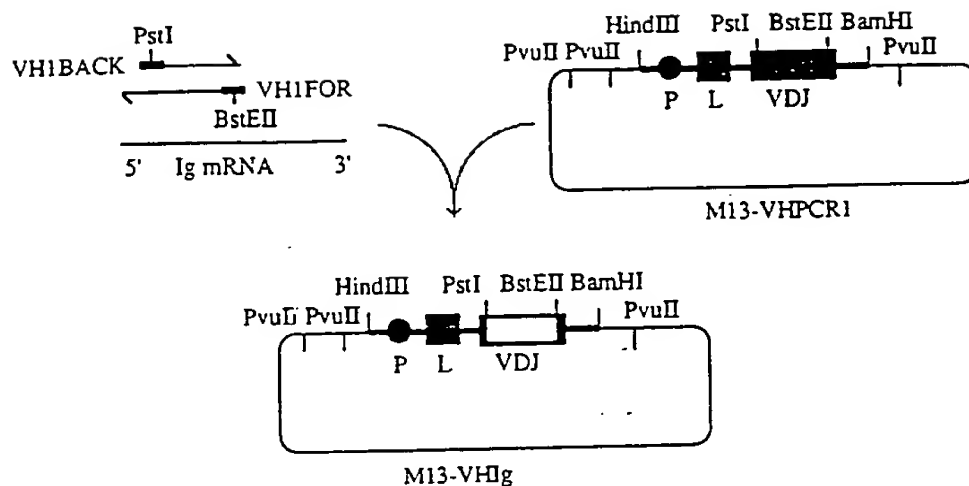 PstI
VH1BACK
VH1FOR
BstEII
5' Ig mRNA 3'
HindIII PstI BstEII BamHI
PvuII PvuII PvuII
P L VDJ
M13-VHPCR1
HindIII PstI BstEII BamHI
PvuII PvuII PvuII
P L VDJ
M13-VHIg